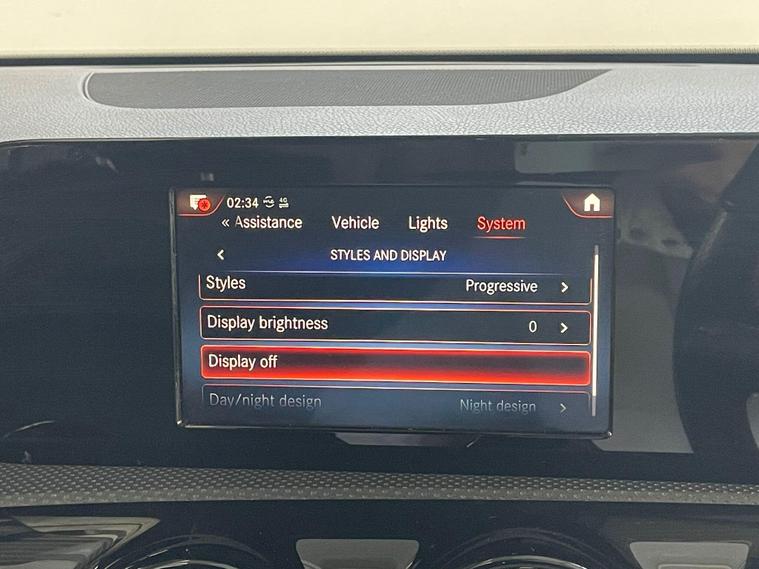 02:34 4G
« Assistance Vehicle Lights System
STYLES AND DISPLAY
Styles Progressive
Display brightness 0
Display off
Day/night design Night design